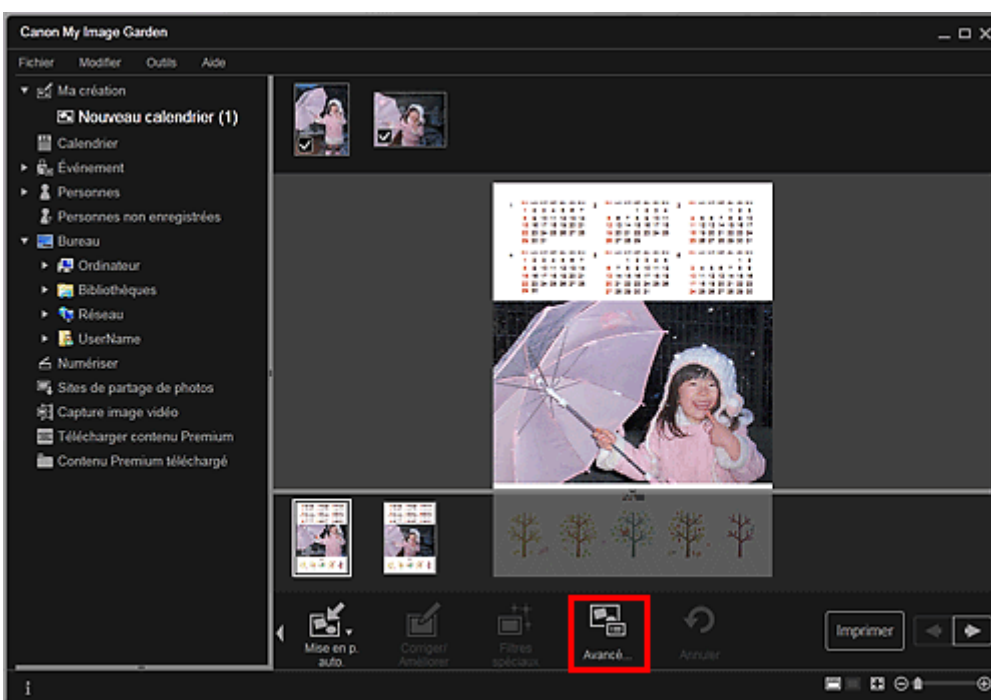 Canon My Image Garden
Fichier Modifier Outils Aide
Ma création
Nouveau calendrier (1)
Calendrier
Événement
Personnes
Personnes non enregistrées
Bureau
Ordinateur
Bibliothèques
Réseau
UserName
Numériser
Sites de partage de photos
Capture image vidéo
Télécharger contenu Premium
Contenu Premium téléchargé
Mise en p.
auto.
Corriger/
Améliorer
Filtres
spéciaux
Avancé...
Annuler
Imprimer